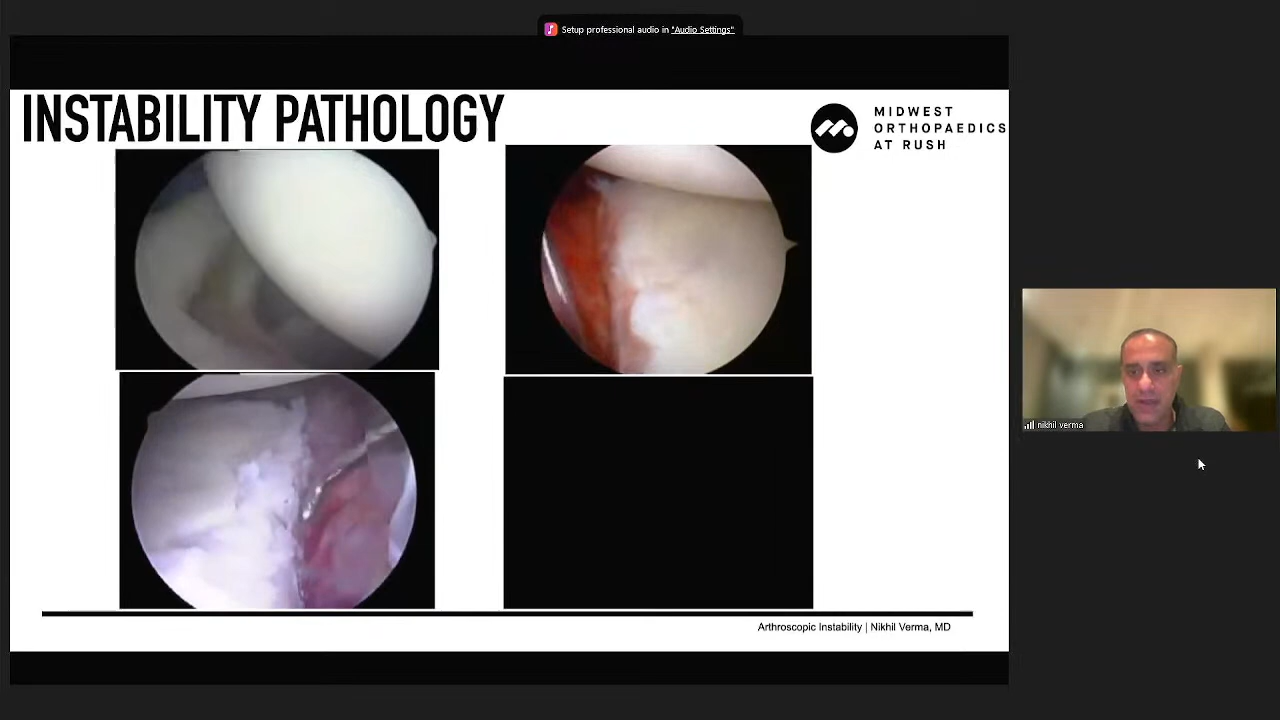 Setup professional audio in "Audio Settings"
INSTABILITY PATHOLOGY
MIDWEST
ORTHOPAEDICS
AT RUSH
nikhil verma
Arthroscopic Instability | Nikhil Verma, MD